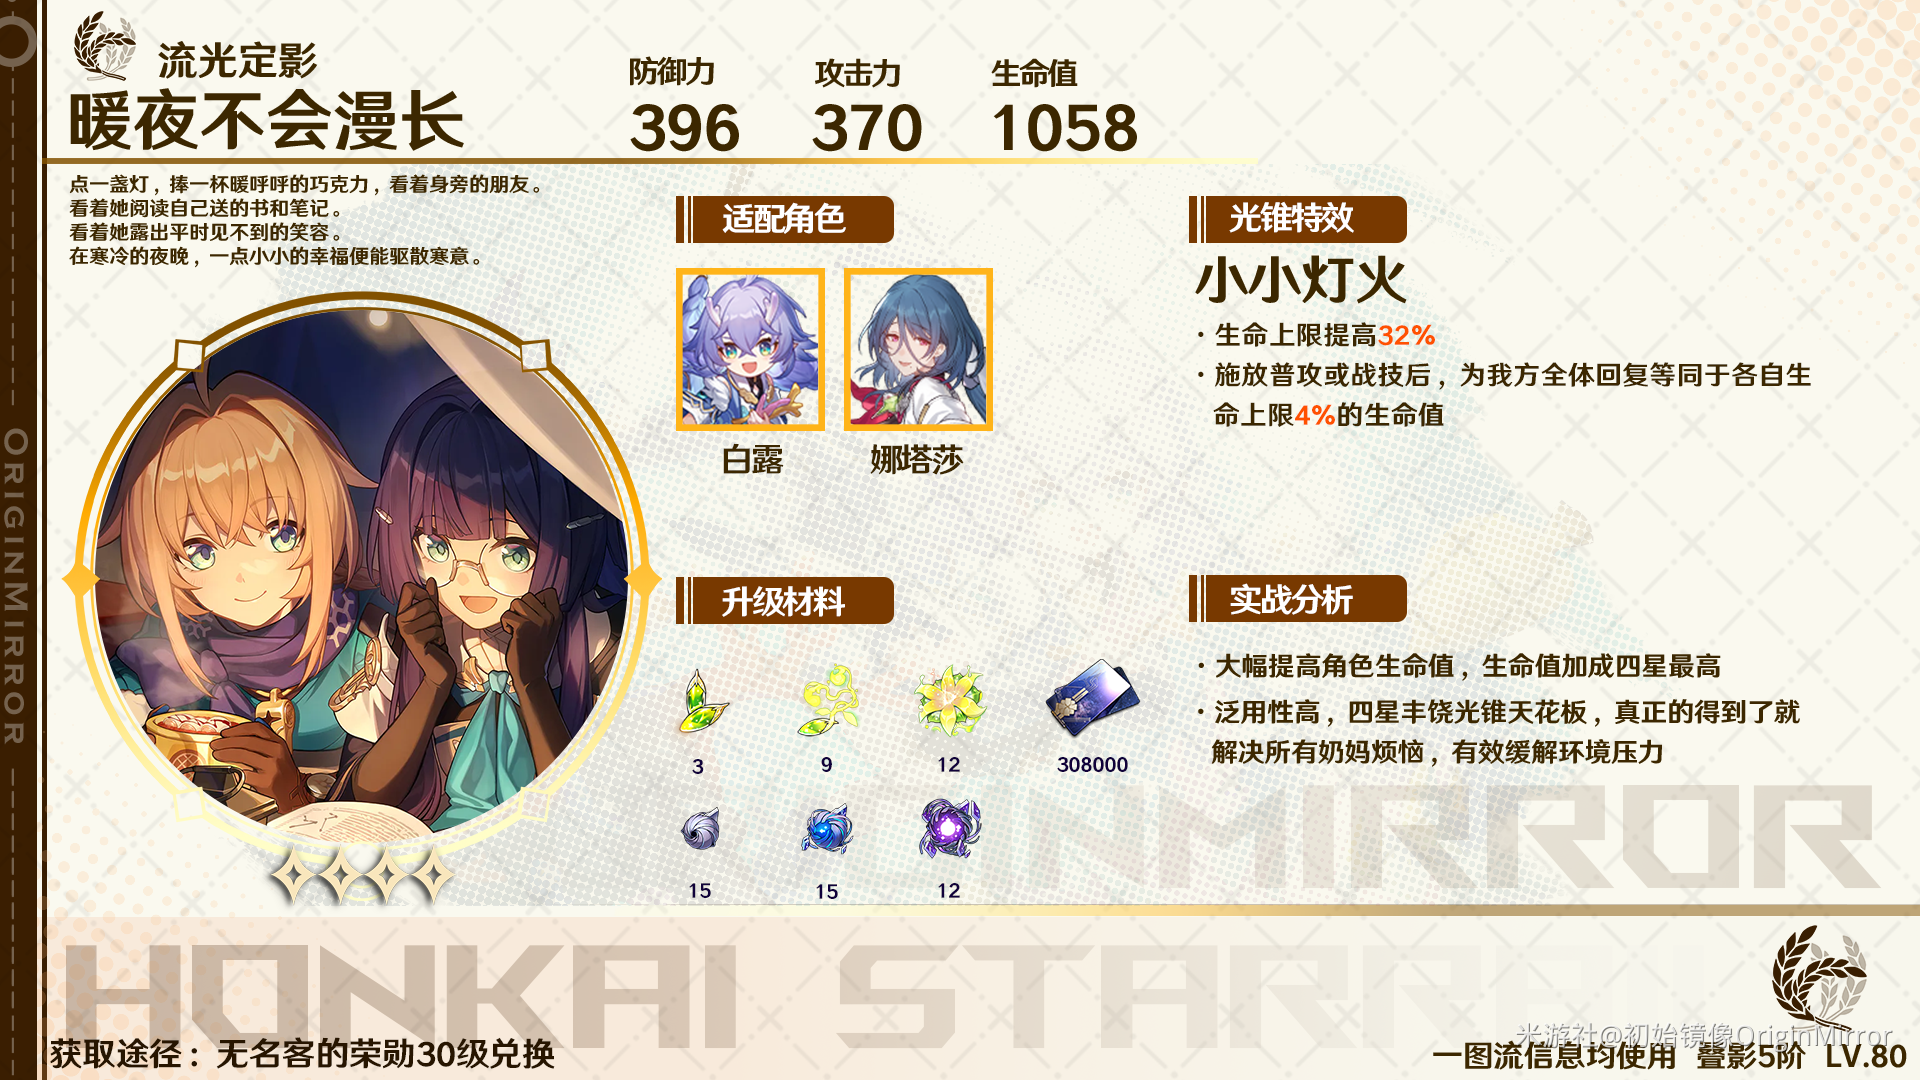 流光定影
暖夜不会漫长
防御力
396
攻击力
370
生命值
1058
点一盏灯，捧一杯暖呼呼的巧克力，看着身旁的朋友。
看着她阅读自己送的书和笔记。
看着她露出平时见不到的笑容。
在寒冷的夜晚，一点小小的幸福便能驱散寒意。
适配角色
白露
娜塔莎
光锥特效
小小灯火
·生命上限提高32%
·施放普攻或战技后，为我方全体回复等同于各自生
命上限4%的生命值
升级材料
3
9
12
308000
15
15
12
实战分析
·大幅提高角色生命值，生命值加成四星最高
·泛用性高，四星丰饶光锥天花板，真正的得到了就
解决所有奶妈烦恼，有效缓解环境压力
ORIGINMIRROR
NMIRROR
HONKAI STARRAIL
获取途径：无名客的荣勋30级兑换
米游社@初始镜像OriginMirror
一图流信息均使用 叠影5阶 LV.80